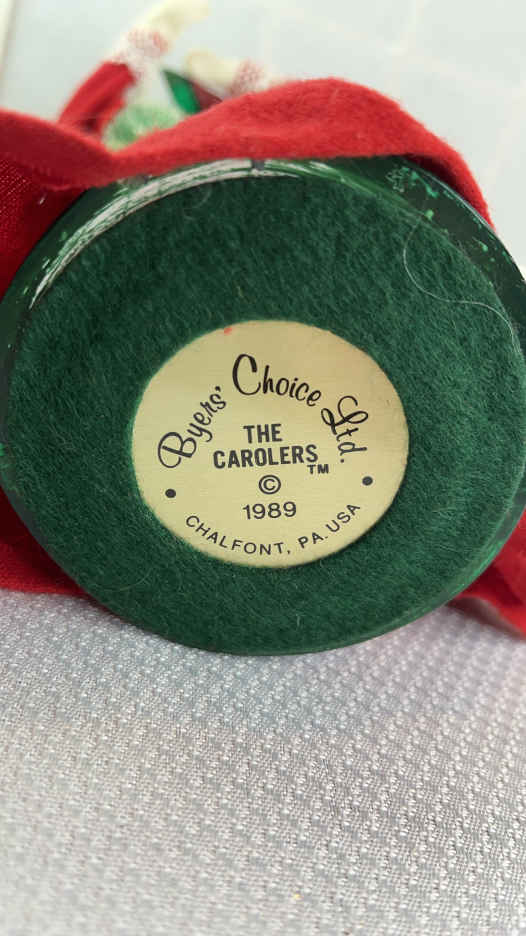 Byers' Choice Ltd.
THE
CAROLERS™
©
1989
CHALFONT, PA. USA